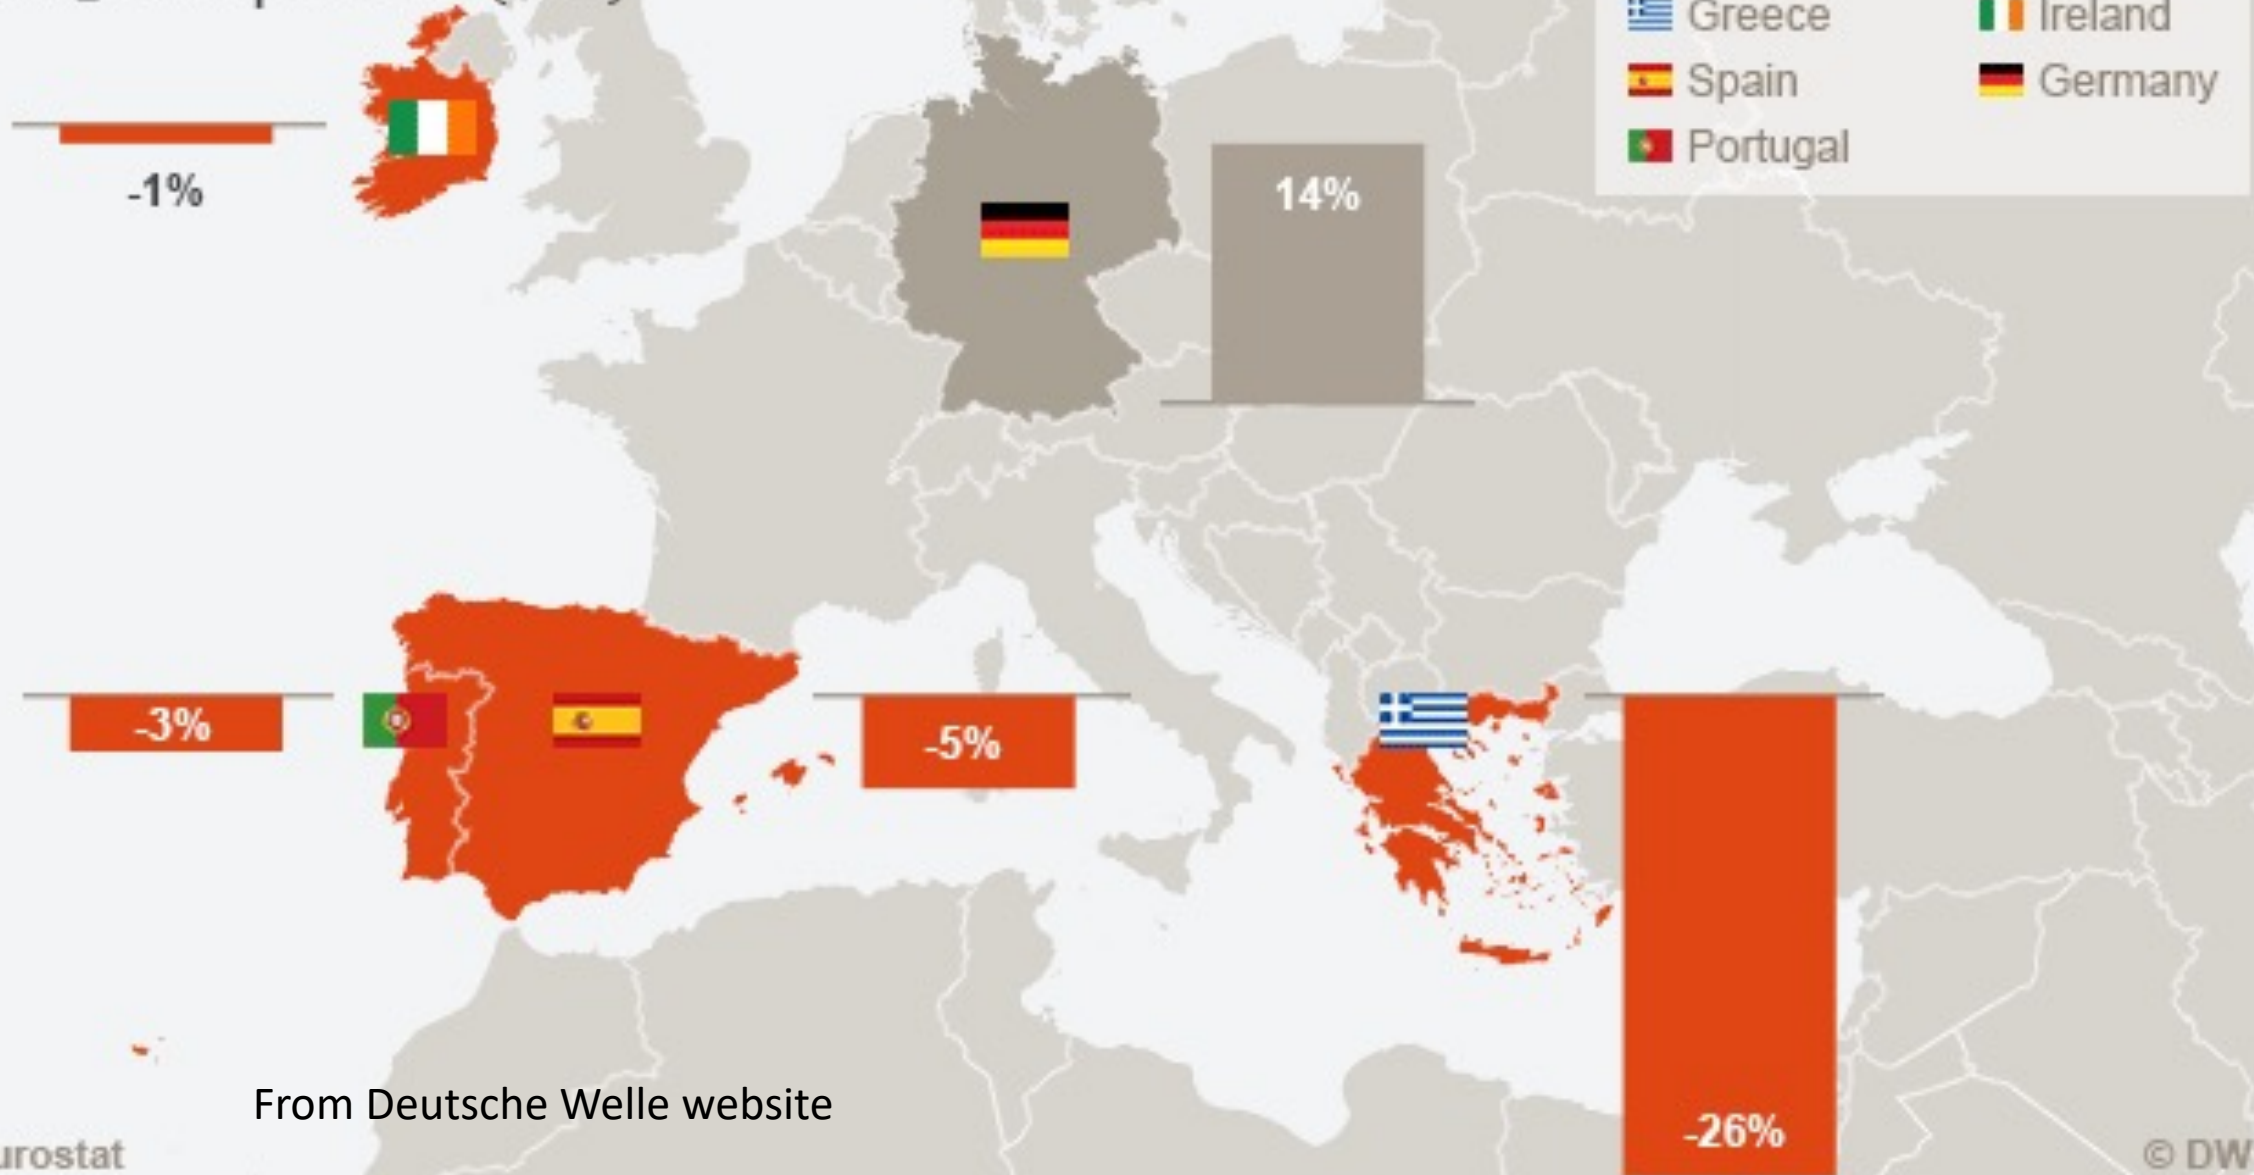 Greece
Ireland
Spain
Germany
Portugal
-1%
14%
-3%
-5%
-26%
From Deutsche Welle website
urostat
© DW